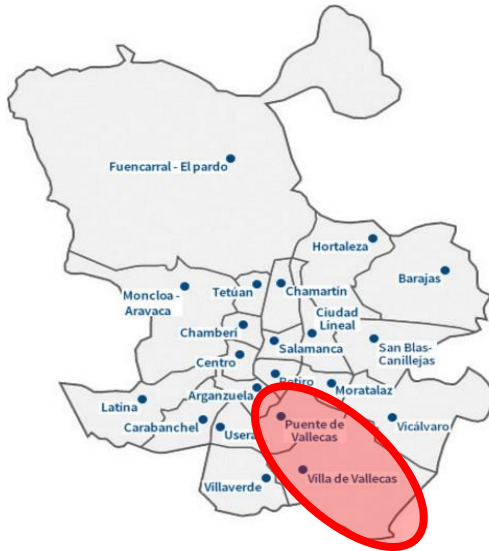 Fuencarral - El pardo
Hortaleza
Barajas
Moncloa -
Aravaca
Tetúan
Chamartín
Ciudad
Lineal
Chamberí
Salamanca
San Blas-
Canillejas
Centro
Retiro
Moratalaz
Latina
Arganzuela
Carabanchel
Usera
Puente de
Vallecas
Vicálvaro
Villaverde
Villa de Vallecas